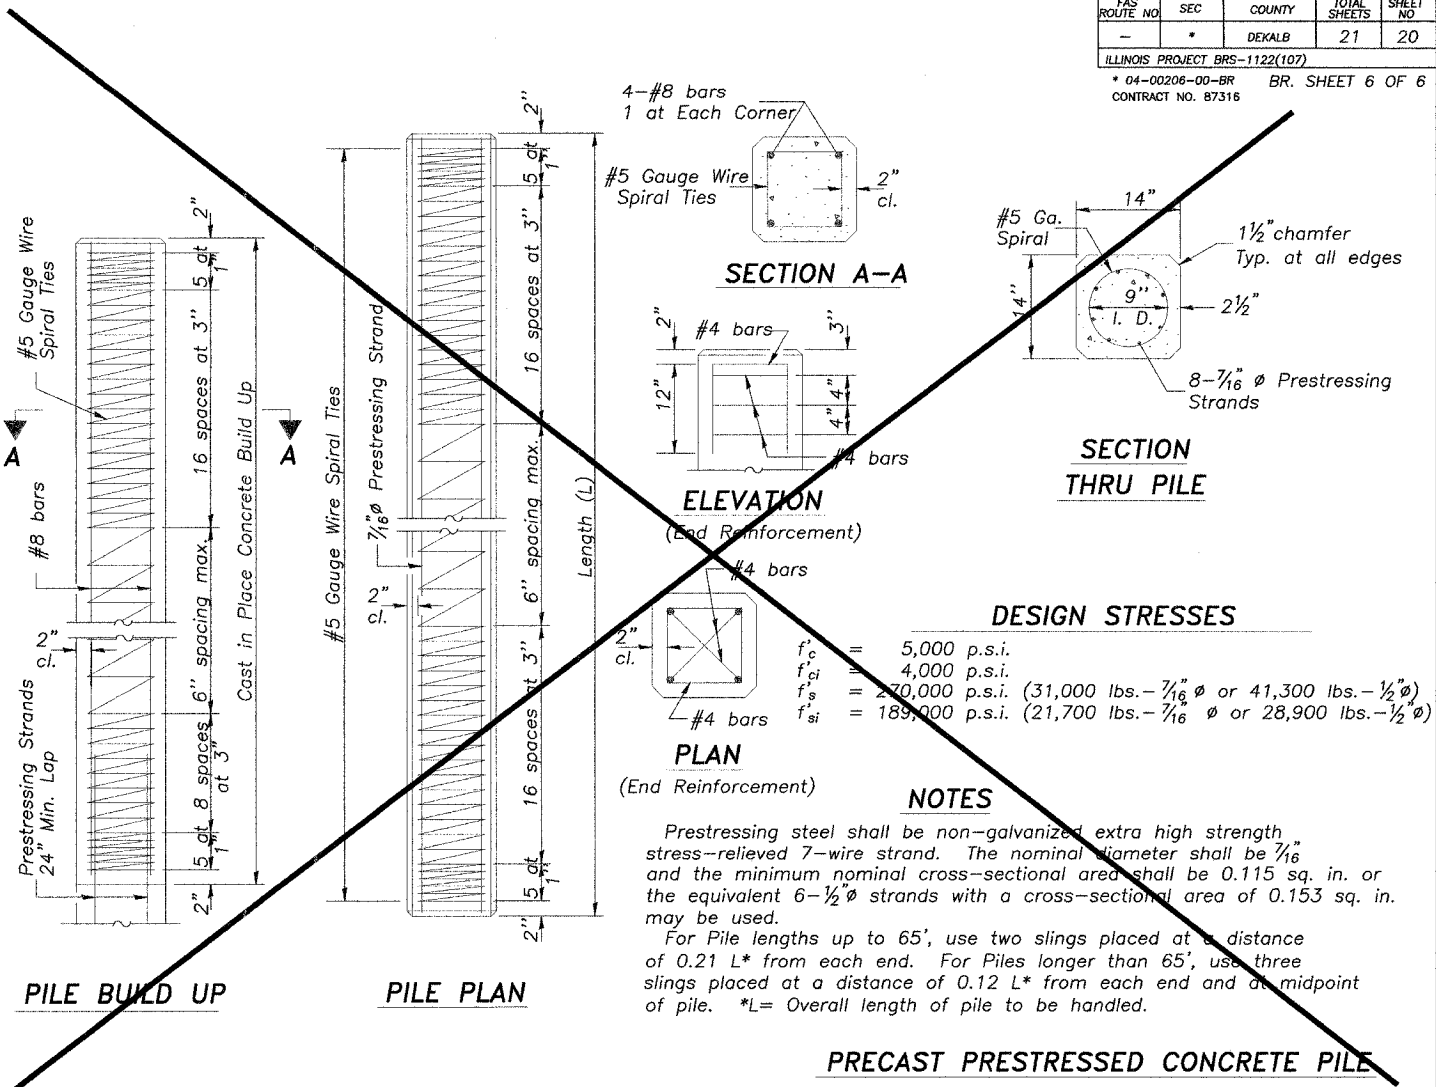 FAS ROUTE NO
SEC
COUNTY
TOTAL SHEETS
SHEET NO
–
*
DEKALB
21
20
ILLINOIS PROJECT BRS–1122(107)
* 04–00206–00–BR
BR. SHEET 6 OF 6
CONTRACT NO. 87316
2"
5 at 1"
16 spaces at 3"
6" spacing max.
5 at 8 spaces
1" at 3"
2"
#5 Gauge Wire
Spiral Ties
A
A
#8 bars
2"
cl.
Cast in Place Concrete Build Up
Prestressing Strands
24" Min. Lap
PILE BUILD UP
2"
5 at 1"
16 spaces at 3"
6" spacing max.
16 spaces at 3"
5 at 1"
2"
#5 Gauge Wire Spiral Ties
7/16"ø Prestressing Strand
2"
cl.
Length (L)
PILE PLAN
4–#8 bars
1 at Each Corner
#5 Gauge Wire
Spiral Ties
2"
cl.
SECTION A–A
#4 bars
2"
12"
3"
4"
4"
#4 bars
ELEVATION
(End Reinforcement)
#4 bars
2"
cl.
#4 bars
PLAN
(End Reinforcement)
14"
#5 Ga.
Spiral
1½" chamfer
Typ. at all edges
14"
9"
I. D.
2½"
8–7/16" ø Prestressing
Strands
SECTION
THRU PILE
DESIGN STRESSES
f'c = 5,000 p.s.i.
f'ci = 4,000 p.s.i.
f's = 270,000 p.s.i. (31,000 lbs.–7/16" ø or 41,300 lbs.–½"ø)
f'si = 189,000 p.s.i. (21,700 lbs.–7/16" ø or 28,900 lbs.–½"ø)
NOTES
Prestressing steel shall be non–galvanized extra high strength
stress–relieved 7–wire strand. The nominal diameter shall be 7/16"
and the minimum nominal cross–sectional area shall be 0.115 sq. in. or
the equivalent 6–½"ø strands with a cross–sectional area of 0.153 sq. in.
may be used.
For Pile lengths up to 65', use two slings placed at a distance
of 0.21 L* from each end. For Piles longer than 65', use three
slings placed at a distance of 0.12 L* from each end and at midpoint
of pile. *L= Overall length of pile to be handled.
PRECAST PRESTRESSED CONCRETE PILE